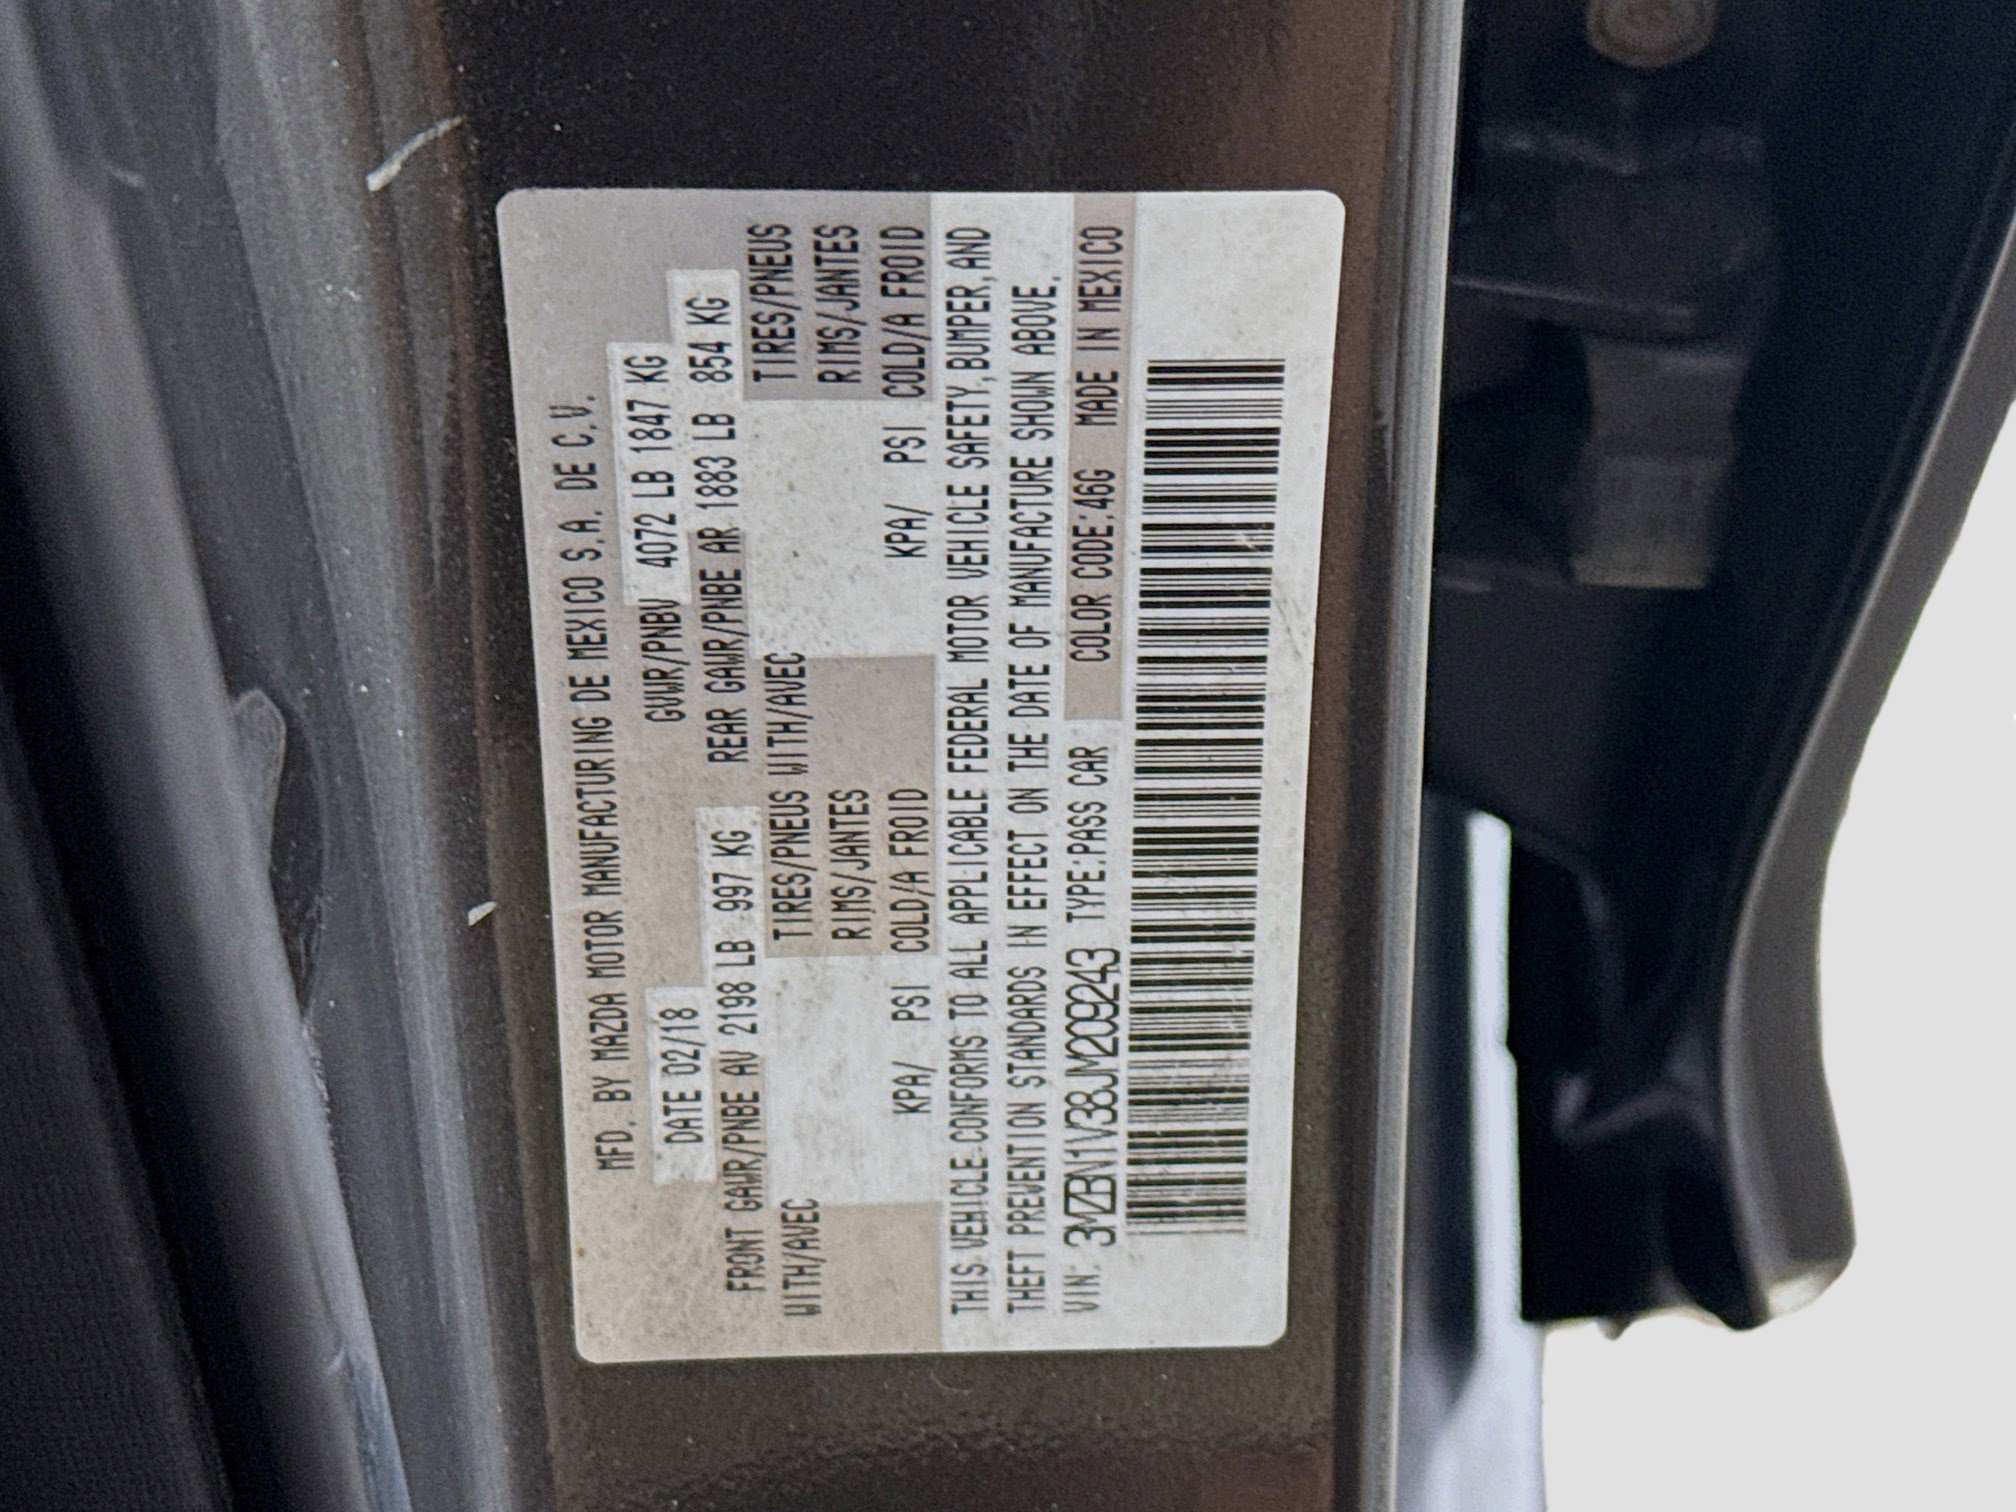 MFD. BY MAZDA MOTOR MANUFACTURING DE MEXICO S.A. DE C.V.
DATE 02/18 GVWR/PNBV 4072 LB 1847 KG
FRONT GAWR/PNBE AV 2198 LB 997 KG REAR GAWR/PNBE AR 1883 LB 854 KG
WITH/AVEC TIRES/PNEUS WITH/AVEC TIRES/PNEUS
RIMS/JANTES RIMS/JANTES
KPA/ PSI COLD/A FROID KPA/ PSI COLD/A FROID
THIS VEHICLE CONFORMS TO ALL APPLICABLE FEDERAL MOTOR VEHICLE SAFETY,BUMPER,AND
THEFT PREVENTION STANDARDS IN EFFECT ON THE DATE OF MANUFACTURE SHOWN ABOVE.
VIN: 3MZBN1V38JM209243 TYPE:PASS CAR COLOR CODE:46G MADE IN MEXICO